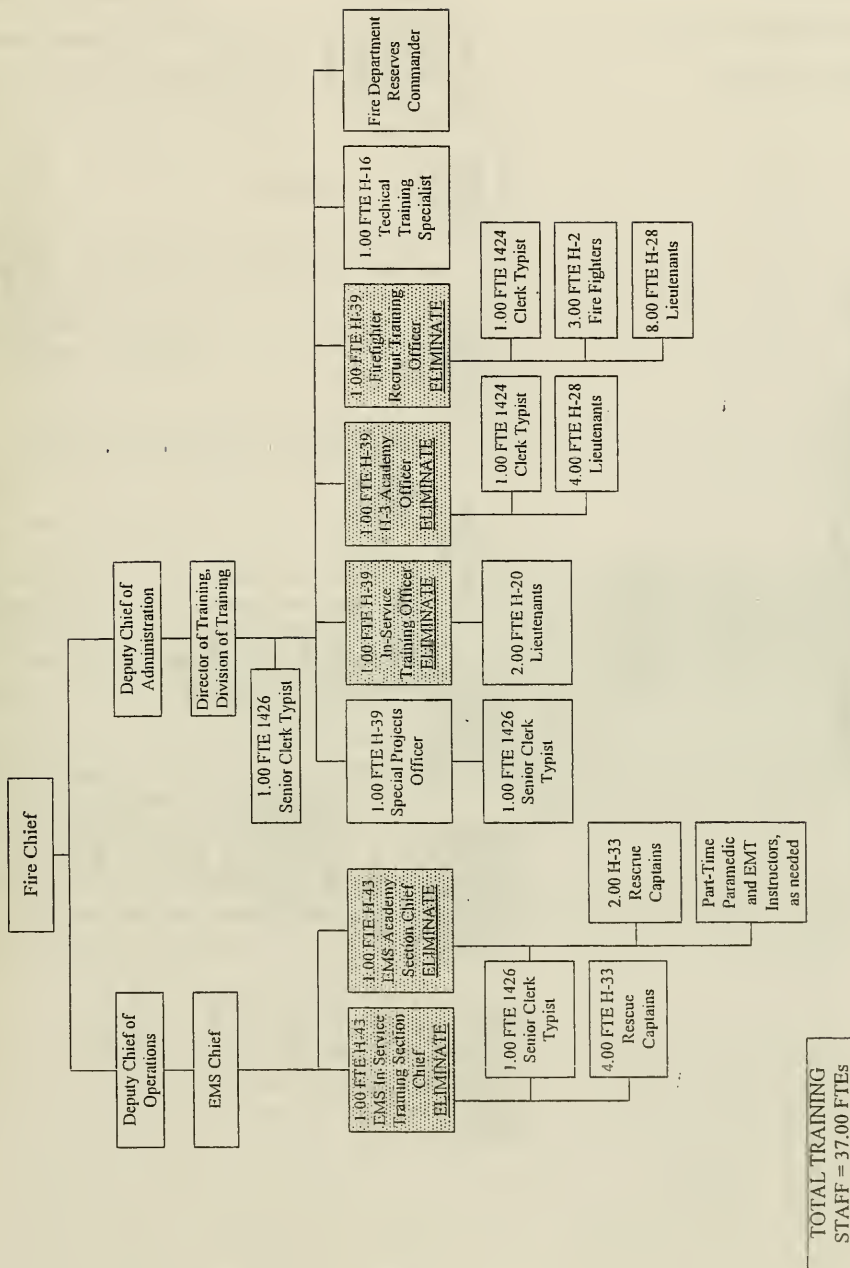 Fire Chief
Deputy Chief of
Operations
EMS Chief
1.00 FTE H-43
EMS In-Service
Training Section
Chief
ELIMINATE
1.00 FTE H-43
EMS Academy
Section Chief
ELIMINATE
1.00 FTE 1426
Senior Clerk
Typist
4.00 FTE H-33
Rescue
Captains
2.00 H-33
Rescrue
Captains
Part-Time
Paramedic
and EMT
Instructors,
as needed
Deputy Chief of
Administration
Director of Training,
Division of Training
1.00 FTE 1426
Senior Clerk Typist
1.00 FTE H-39
Special Projects
Officer
1.00 FTE 1426
Senior Clerk
Typist
1.00 FTE H-39
In-Service
Training Officer
ELIMINATE
2.00 FTE H-20
Lieutenants
1.00 FTE H-39
H-3 Academy
Officer
ELIMINATE
1.00 FTE 1424
Clerk Typist
4.00 FTE H-28
Lieutenants
1.00 FTE H-39
Firefighter
Recruit Training
Officer
ELIMINATE
1.00 FTE 1424
Clerk Typist
3.00 FTE H-2
Fire Fighters
8.00 FTE H-28
Lieutenants
1.00 FTE H-16
Techical
Training
Specialist
Fire Department
Reserves
Commander
TOTAL TRAINING
STAFF = 37.00 FTEs